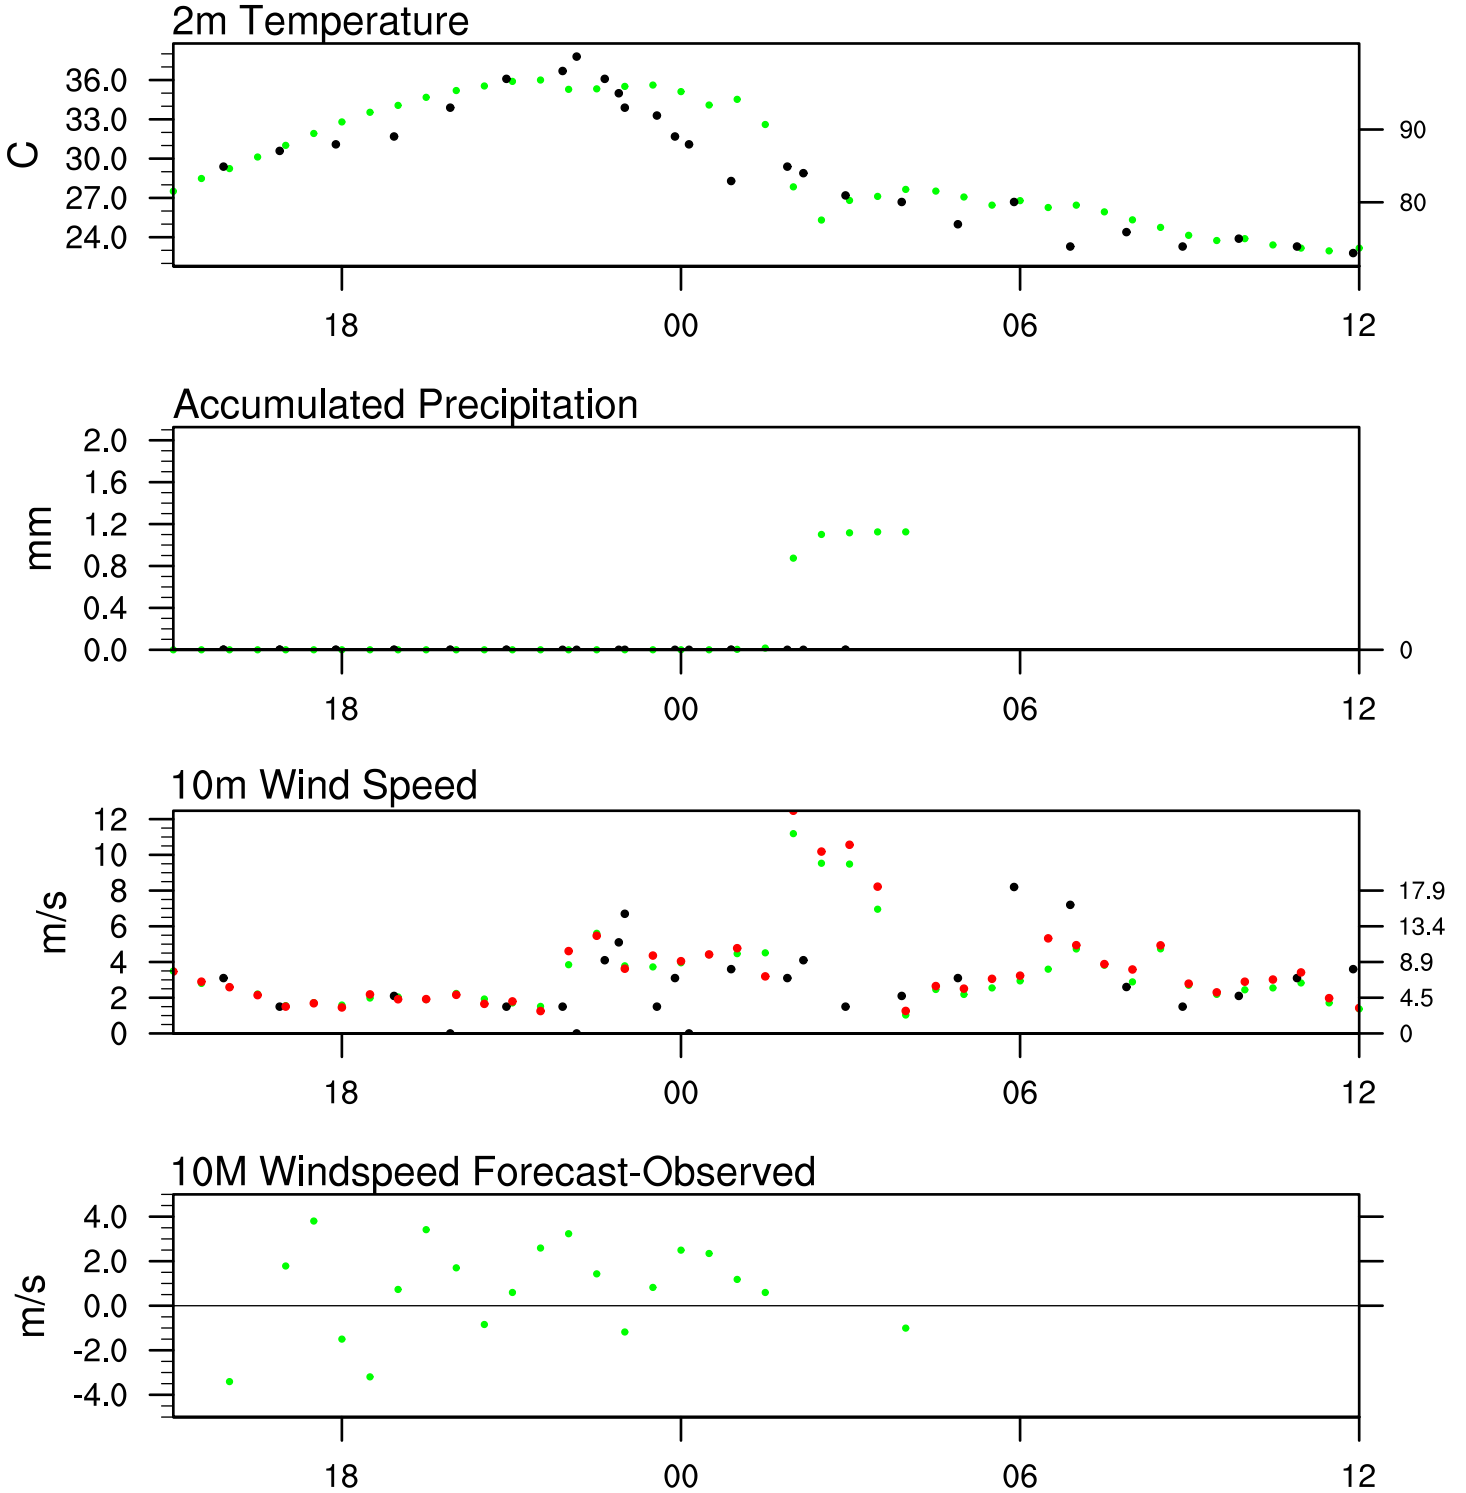 2m Temperature
36.0
33.0
30.0
27.0
24.0
C
90
80
18 00 06 12
Accumulated Precipitation
2.0
1.6
1.2
0.8
0.4
0.0
mm
0
18 00 06 12
10m Wind Speed
12
10
8
6
4
2
0
m/s
17.9
13.4
8.9
4.5
0
18 00 06 12
10M Windspeed Forecast-Observed
4.0
2.0
0.0
-2.0
-4.0
m/s
18 00 06 12